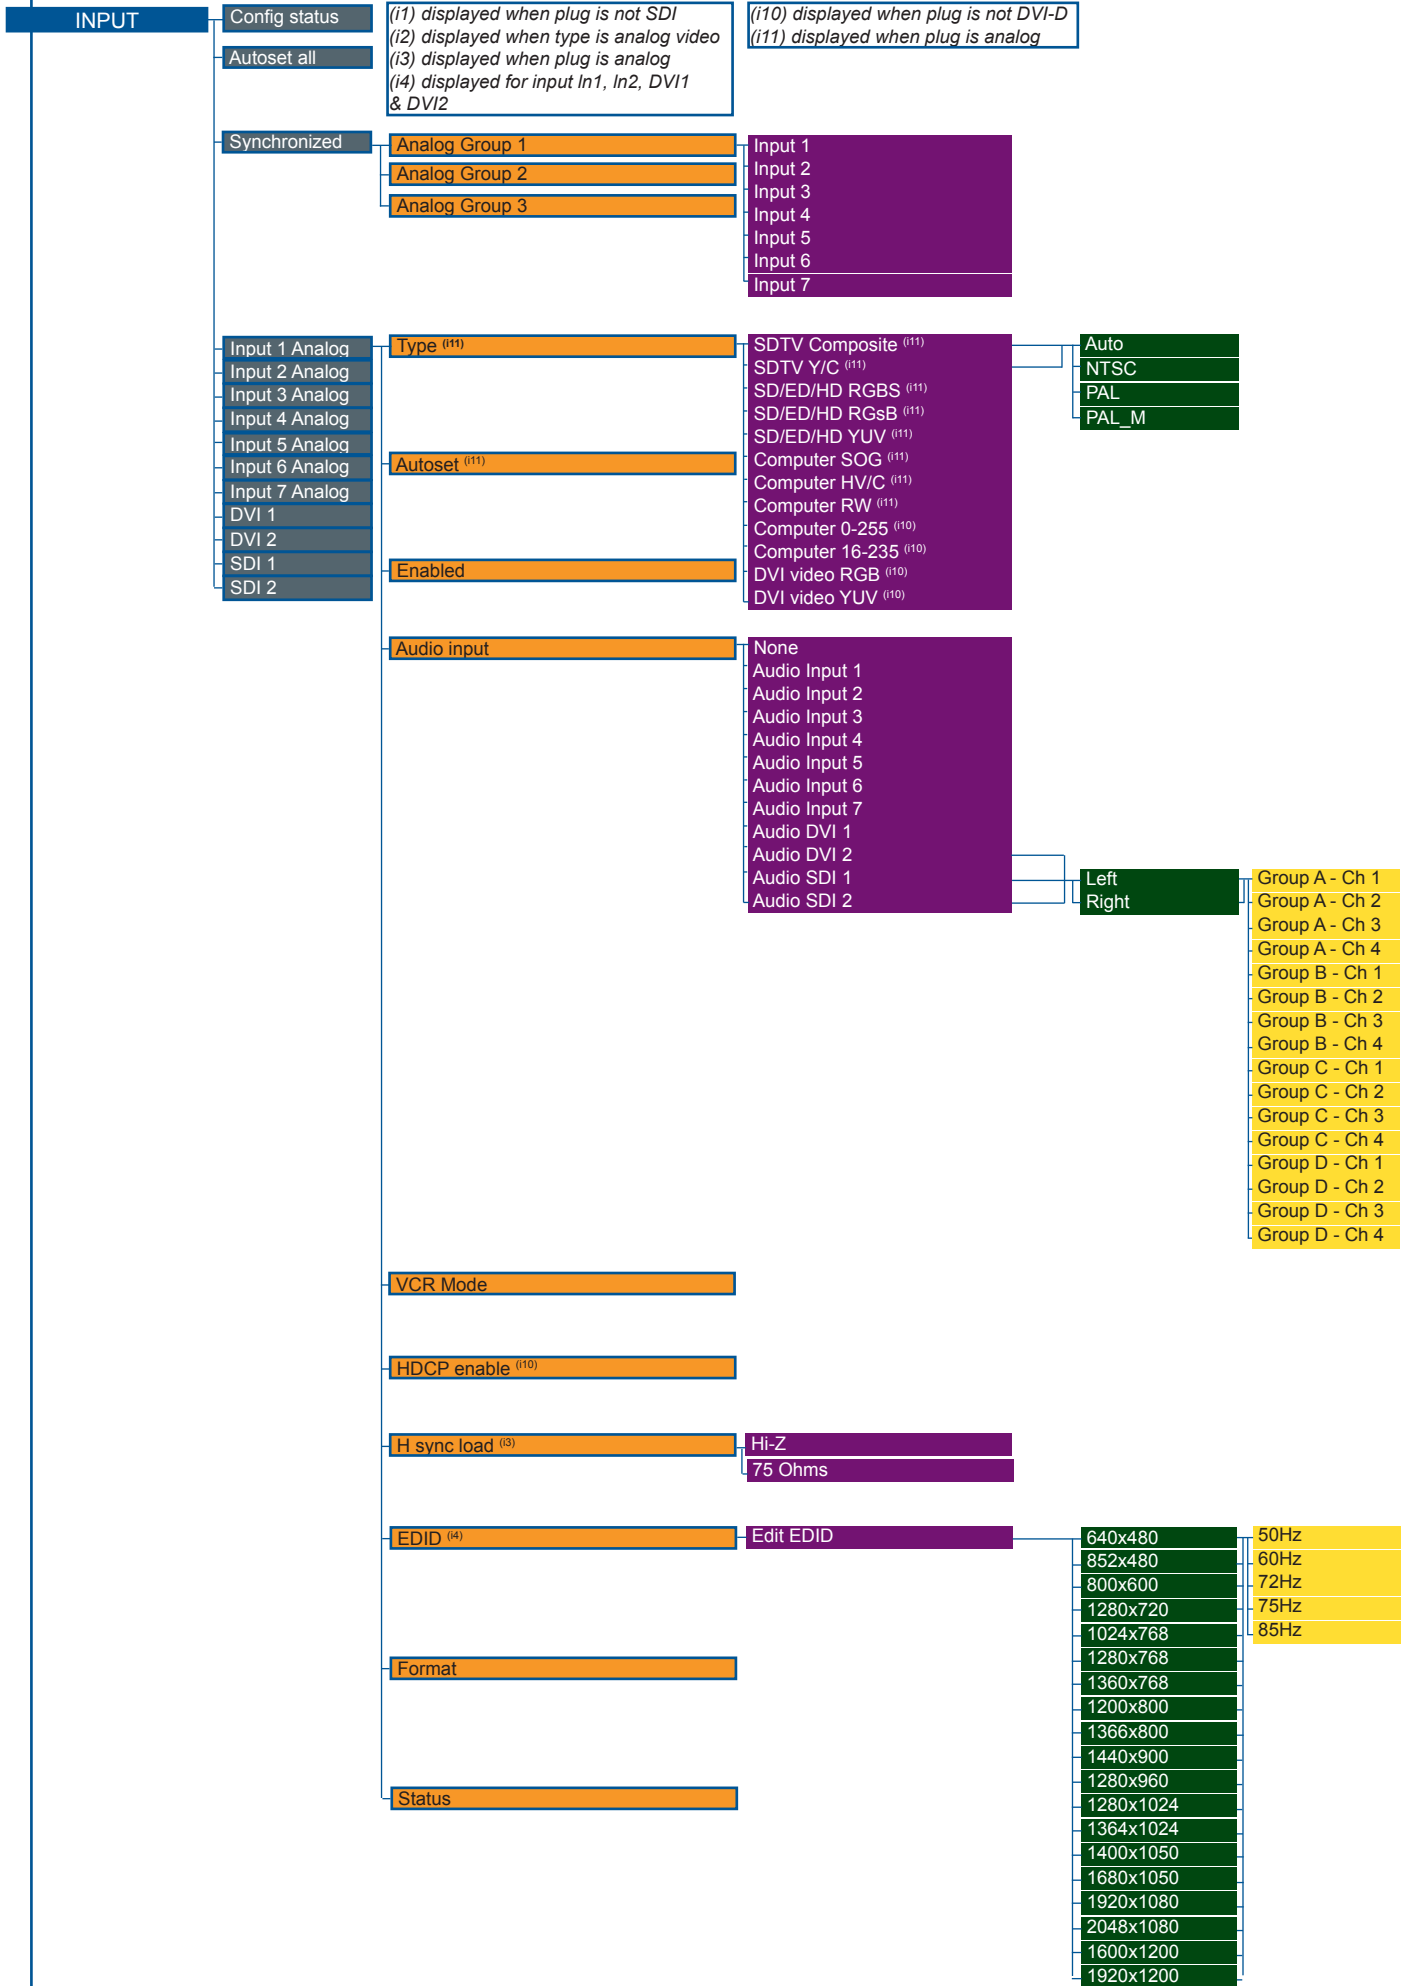 INPUT
Config status
Autoset all
(i1) displayed when plug is not SDI
(i2) displayed when type is analog video
(i3) displayed when plug is analog
(i4) displayed for input In1, In2, DVI1
& DVI2
(i10) displayed when plug is not DVI-D
(i11) displayed when plug is analog
Synchronized
Analog Group 1
Analog Group 2
Analog Group 3
Input 1
Input 2
Input 3
Input 4
Input 5
Input 6
Input 7
Input 1 Analog
Input 2 Analog
Input 3 Analog
Input 4 Analog
Input 5 Analog
Input 6 Analog
Input 7 Analog
DVI 1
DVI 2
SDI 1
SDI 2
Type (i11)
SDTV Composite (i11)
SDTV Y/C (i11)
SD/ED/HD RGBS (i11)
SD/ED/HD RGsB (i11)
SD/ED/HD YUV (i11)
Computer SOG (i11)
Computer HV/C (i11)
Computer RW (i11)
Computer 0-255 (i10)
Computer 16-235 (i10)
DVI video RGB (i10)
DVI video YUV (i10)
Auto
NTSC
PAL
PAL_M
Autoset (i11)
Enabled
Audio input
None
Audio Input 1
Audio Input 2
Audio Input 3
Audio Input 4
Audio Input 5
Audio Input 6
Audio Input 7
Audio DVI 1
Audio DVI 2
Audio SDI 1
Audio SDI 2
Left
Right
Group A - Ch 1
Group A - Ch 2
Group A - Ch 3
Group A - Ch 4
Group B - Ch 1
Group B - Ch 2
Group B - Ch 3
Group B - Ch 4
Group C - Ch 1
Group C - Ch 2
Group C - Ch 3
Group C - Ch 4
Group D - Ch 1
Group D - Ch 2
Group D - Ch 3
Group D - Ch 4
VCR Mode
HDCP enable (i10)
H sync load (i3)
Hi-Z
75 Ohms
EDID (i4)
Edit EDID
640x480
852x480
800x600
1280x720
1024x768
1280x768
1360x768
1200x800
1366x800
1440x900
1280x960
1280x1024
1364x1024
1400x1050
1680x1050
1920x1080
2048x1080
1600x1200
1920x1200
50Hz
60Hz
72Hz
75Hz
85Hz
Format
Status